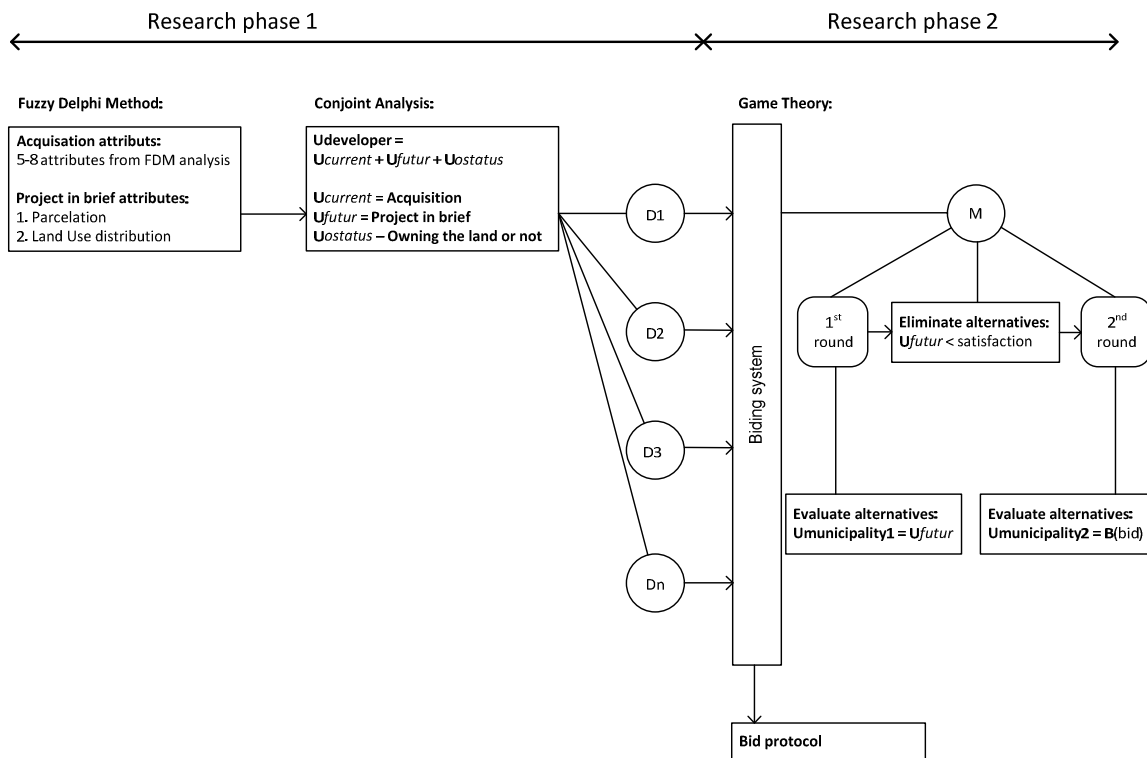 Research phase 1
Research phase 2
Fuzzy Delphi Method:
Acquisation attributs:
5-8 attributes from FDM analysis
Project in brief attributes:
1. Parcelation
2. Land Use distribution
Conjoint Analysis:
Udeveloper =
Ucurrent + Ufutur + Uostatus
Ucurrent = Acquisition
Ufutur = Project in brief
Uostatus – Owning the land or not
D1
D2
D3
Dn
Game Theory:
Biding system
M
1st
round
Eliminate alternatives:
Ufutur < satisfaction
2nd
round
Evaluate alternatives:
Umunicipality1 = Ufutur
Evaluate alternatives:
Umunicipality2 = B(bid)
Bid protocol